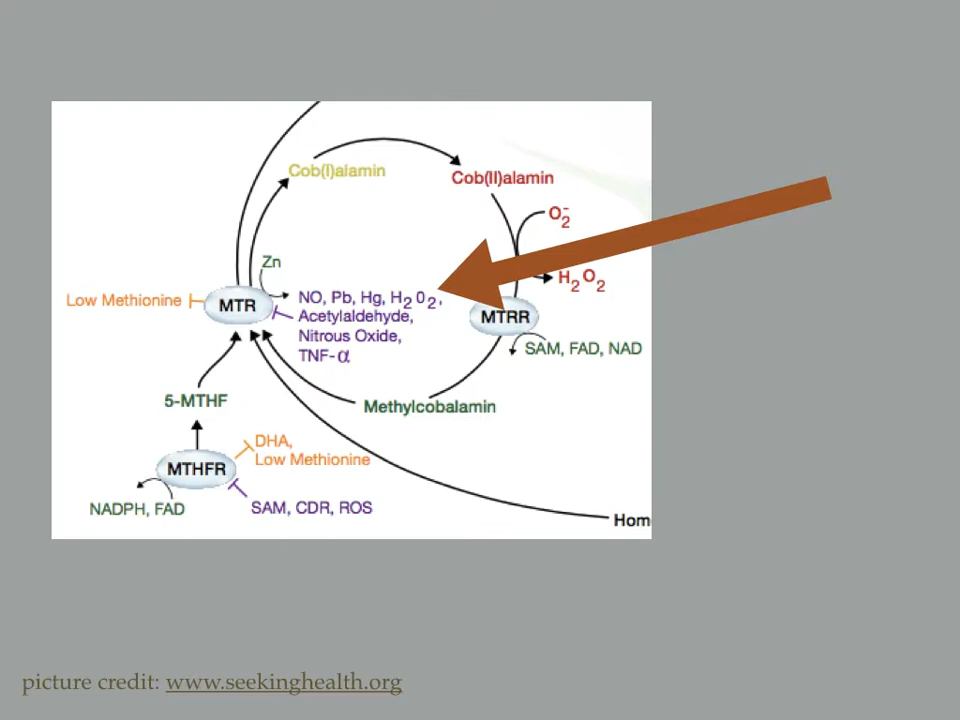 Cob(I)alamin
Cob(II)alamin
O2-
Zn
H2O2
Low Methionine
MTR
NO, Pb, Hg, H2 02,
Acetylaldehyde,
Nitrous Oxide,
TNF-α
MTRR
SAM, FAD, NAD
5-MTHF
Methylcobalamin
DHA,
Low Methionine
MTHFR
NADPH, FAD
SAM, CDR, ROS
Hom
picture credit: www.seekinghealth.org